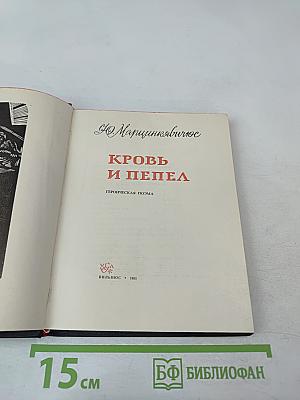 Ю. Марцинкявичюс
КРОВЬ
И ПЕПЕЛ
ГЕРОИЧЕСКАЯ ПОЭМА
ВИЛЬНЮС
15 см
БФ БИБЛИОФАН